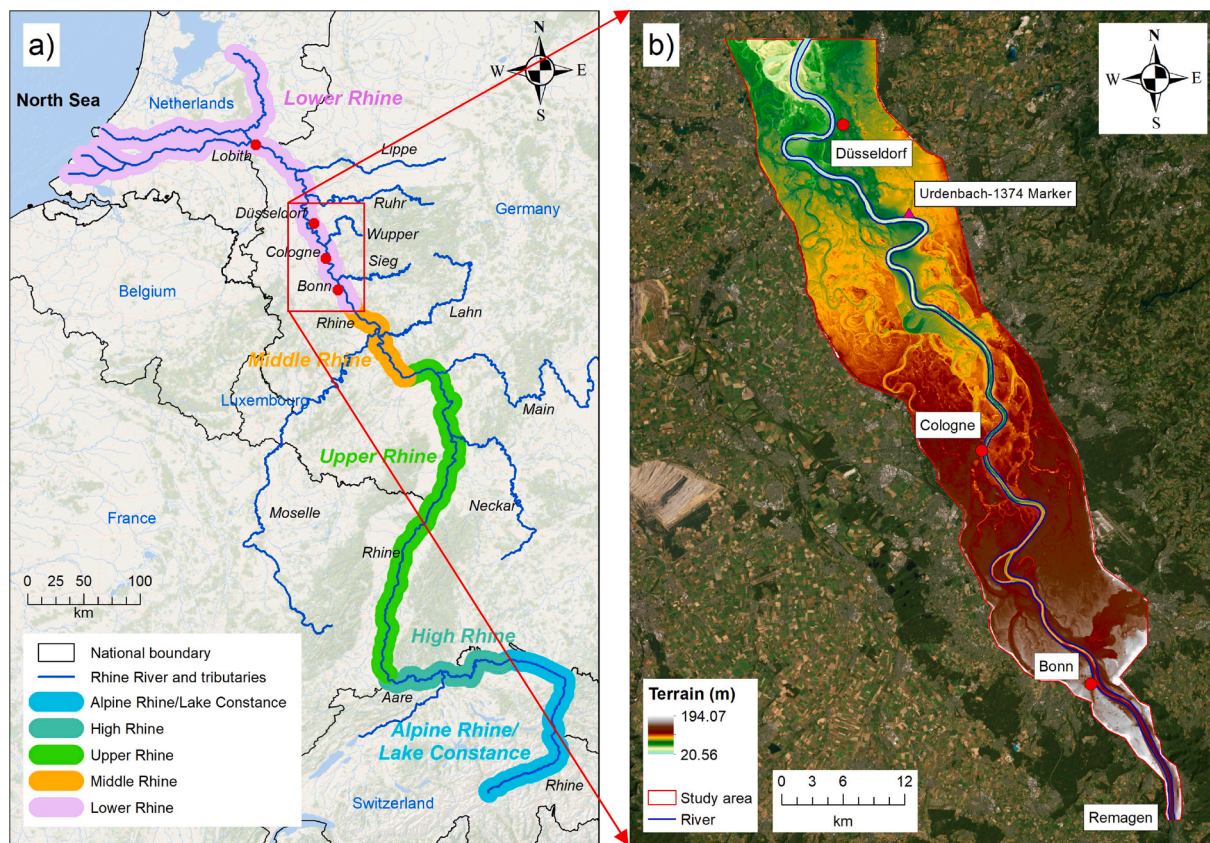 a)
N
W
E
S
North Sea
Netherlands
Lower Rhine
Lobith
Lippe
Ruhr
Germany
Düsseldorf
Wupper
Cologne
Sieg
Belgium
Bonn
Lahn
Rhine
Middle Rhine
Luxembourg
Main
Upper Rhine
Neckar
Moselle
France
Rhine
0 25 50 100
km
High Rhine
Aare
Alpine Rhine/
Lake Constance
Rhine
Switzerland
National boundary
Rhine River and tributaries
Alpine Rhine/Lake Constance
High Rhine
Upper Rhine
Middle Rhine
Lower Rhine
b)
N
W
E
S
Düsseldorf
Urdenbach-1374 Marker
Cologne
Bonn
Remagen
Terrain (m)
194.07
20.56
Study area
River
0 3 6 12
km